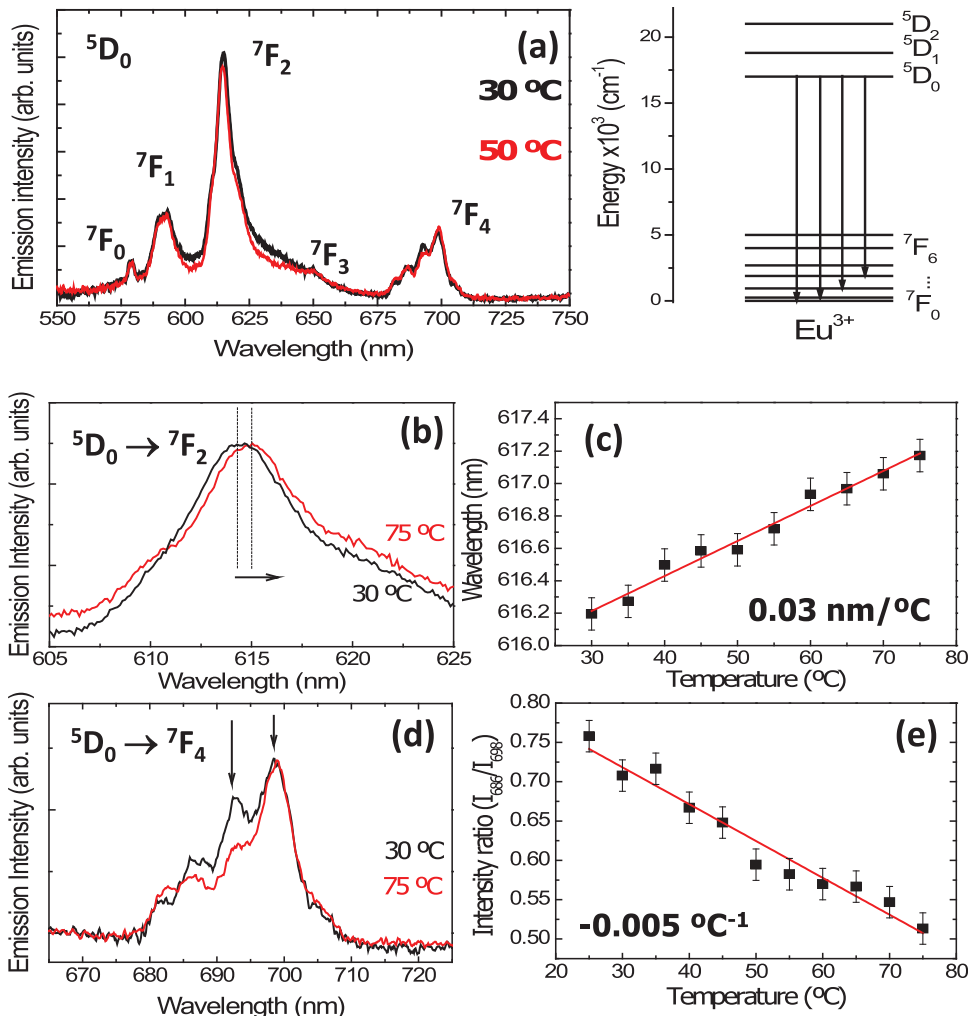 (a)
⁵D₀
⁷F₂
30 ºC
50 ºC
⁷F₁
⁷F₀
⁷F₃
⁷F₄
Emission intensity (arb. units)
550 575 600 625 650 675 700 725 750
Wavelength (nm)
Energy x10³ (cm⁻¹)
20
15
10
5
0
⁵D₂
⁵D₁
⁵D₀
⁷F₆
...
⁷F₀
Eu³⁺
(b)
⁵D₀ → ⁷F₂
75 ºC
30 ºC
Emission Intensity (arb. units)
605 610 615 620 625
Wavelength (nm)
(c)
Wavelength (nm)
617.4
617.2
617.0
616.8
616.6
616.4
616.2
616.0
0.03 nm/ºC
30 40 50 60 70 80
Temperature (ºC)
(d)
⁵D₀ → ⁷F₄
30 ºC
75 ºC
Emission Intensity (arb. units)
670 680 690 700 710 720
Wavelength (nm)
(e)
Intensity ratio (I₆₈₆/I₆₉₈)
0.80
0.75
0.70
0.65
0.60
0.55
0.50
-0.005 ºC⁻¹
20 30 40 50 60 70 80
Temperature (ºC)